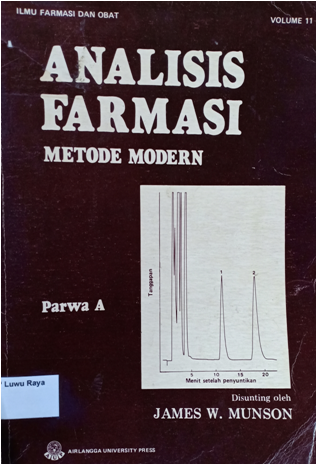 ILMU FARMASI DAN OBAT
VOLUME 11
ANALISIS
FARMASI
METODE MODERN
Tanggapan
1 2
5 10 15 20
Menit setelah penyuntikan
Parwa A
Luwu Raya
Disunting oleh
JAMES W. MUNSON
AIRLANGGA UNIVERSITY PRESS